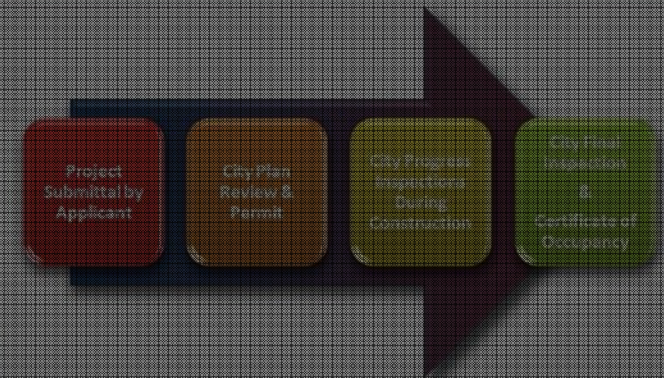 Project
Submittal by
Applicant
City Plan
Review &
Permit
City Progress
Inspections
During
Construction
City Final
Inspection
&
Certificate of
Occupancy